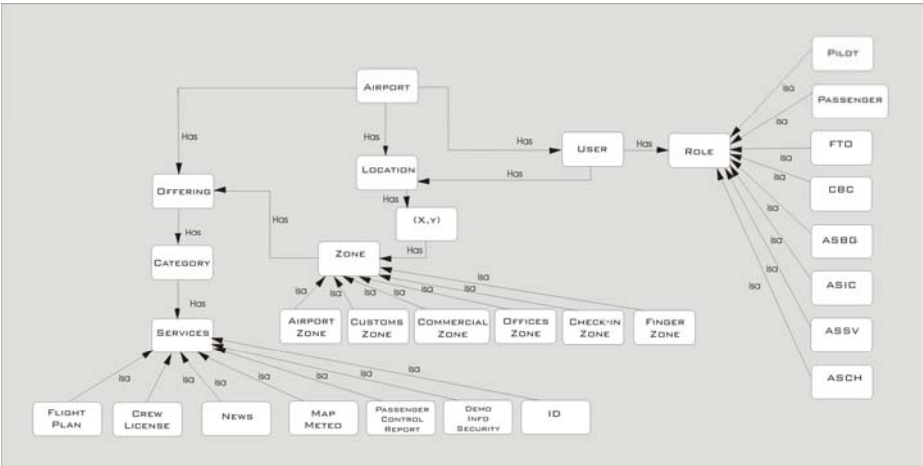 PILOT
AIRPORT
isa
PASSENGER
isa
Has
Has
Has
USER
Has
ROLE
FTO
isa
LOCATION
Has
isa
CBC
OFFERING
Has
isa
(X,Y)
Has
ASBG
Has
ZONE
Has
isa
CATEGORY
isa
isa
ASIC
isa
isa
isa
isa
isa
isa
Has
AIRPORT
ZONE
CUSTOMS
ZONE
COMMERCIAL
ZONE
OFFICES
ZONE
CHECK-IN
ZONE
FINGER
ZONE
SERVICES
ASSV
isa
isa
isa
isa
isa
isa
isa
ASCH
FLIGHT
PLAN
CREW
LICENSE
NEWS
MAP
METEO
PASSENGER
CONTROL
REPORT
DEMO
INFO
SECURITY
ID